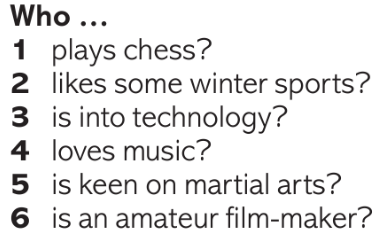 Who ...
1 plays chess?
2 likes some winter sports?
3 is into technology?
4 loves music?
5 is keen on martial arts?
6 is an amateur film-maker?